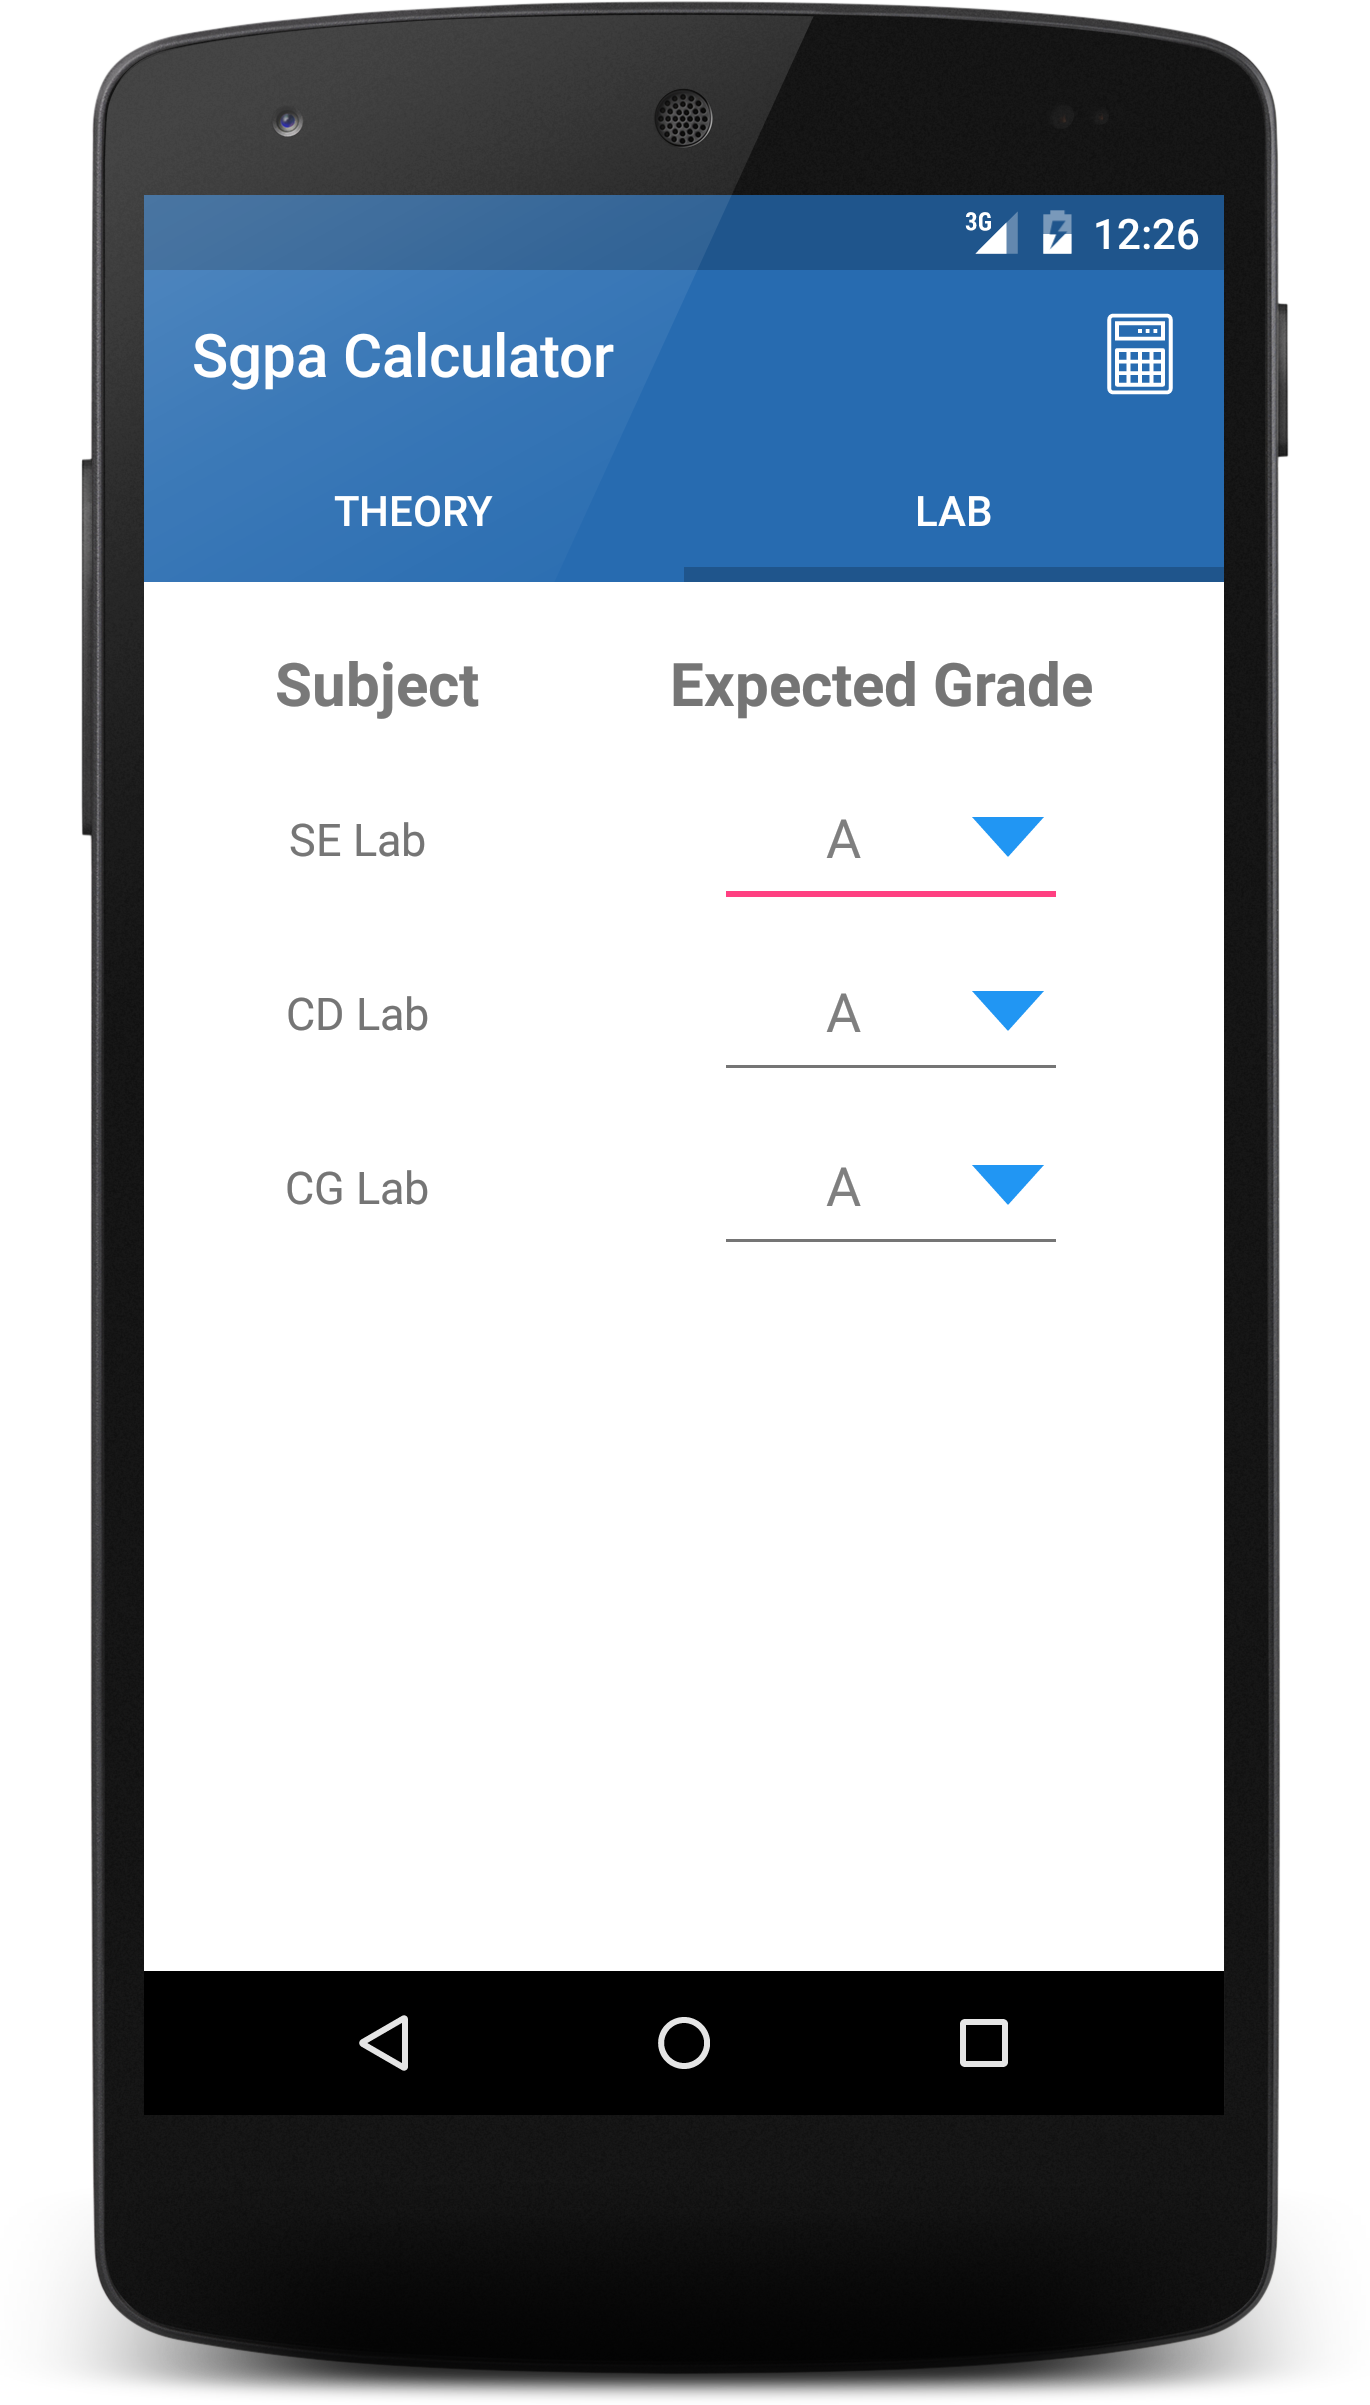 3G 12:26
Sgpa Calculator
THEORY LAB
Subject Expected Grade
SE Lab A
CD Lab A
CG Lab A